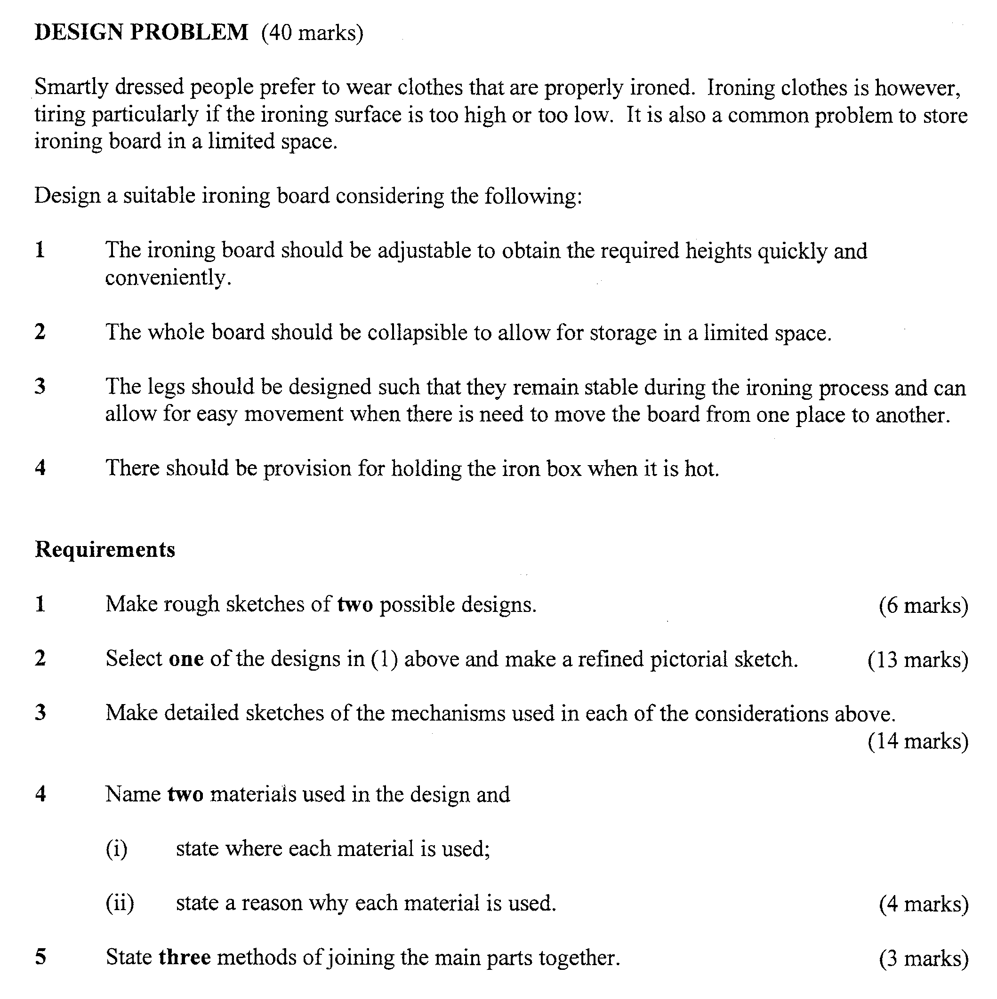 DESIGN PROBLEM (40 marks)
Smartly dressed people prefer to wear clothes that are properly ironed. Ironing clothes is however,
tiring particularly if the ironing surface is too high or too low. It is also a common problem to store
ironing board in a limited space.
Design a suitable ironing board considering the following:
1 The ironing board should be adjustable to obtain the required heights quickly and
conveniently.
2 The whole board should be collapsible to allow for storage in a limited space.
3 The legs should be designed such that they remain stable during the ironing process and can
allow for easy movement when there is need to move the board from one place to another.
4 There should be provision for holding the iron box when it is hot.
Requirements
1 Make rough sketches of two possible designs. (6 marks)
2 Select one of the designs in (1) above and make a refined pictorial sketch. (13 marks)
3 Make detailed sketches of the mechanisms used in each of the considerations above.
(14 marks)
4 Name two materials used in the design and
(i) state where each material is used;
(ii) state a reason why each material is used. (4 marks)
5 State three methods of joining the main parts together. (3 marks)